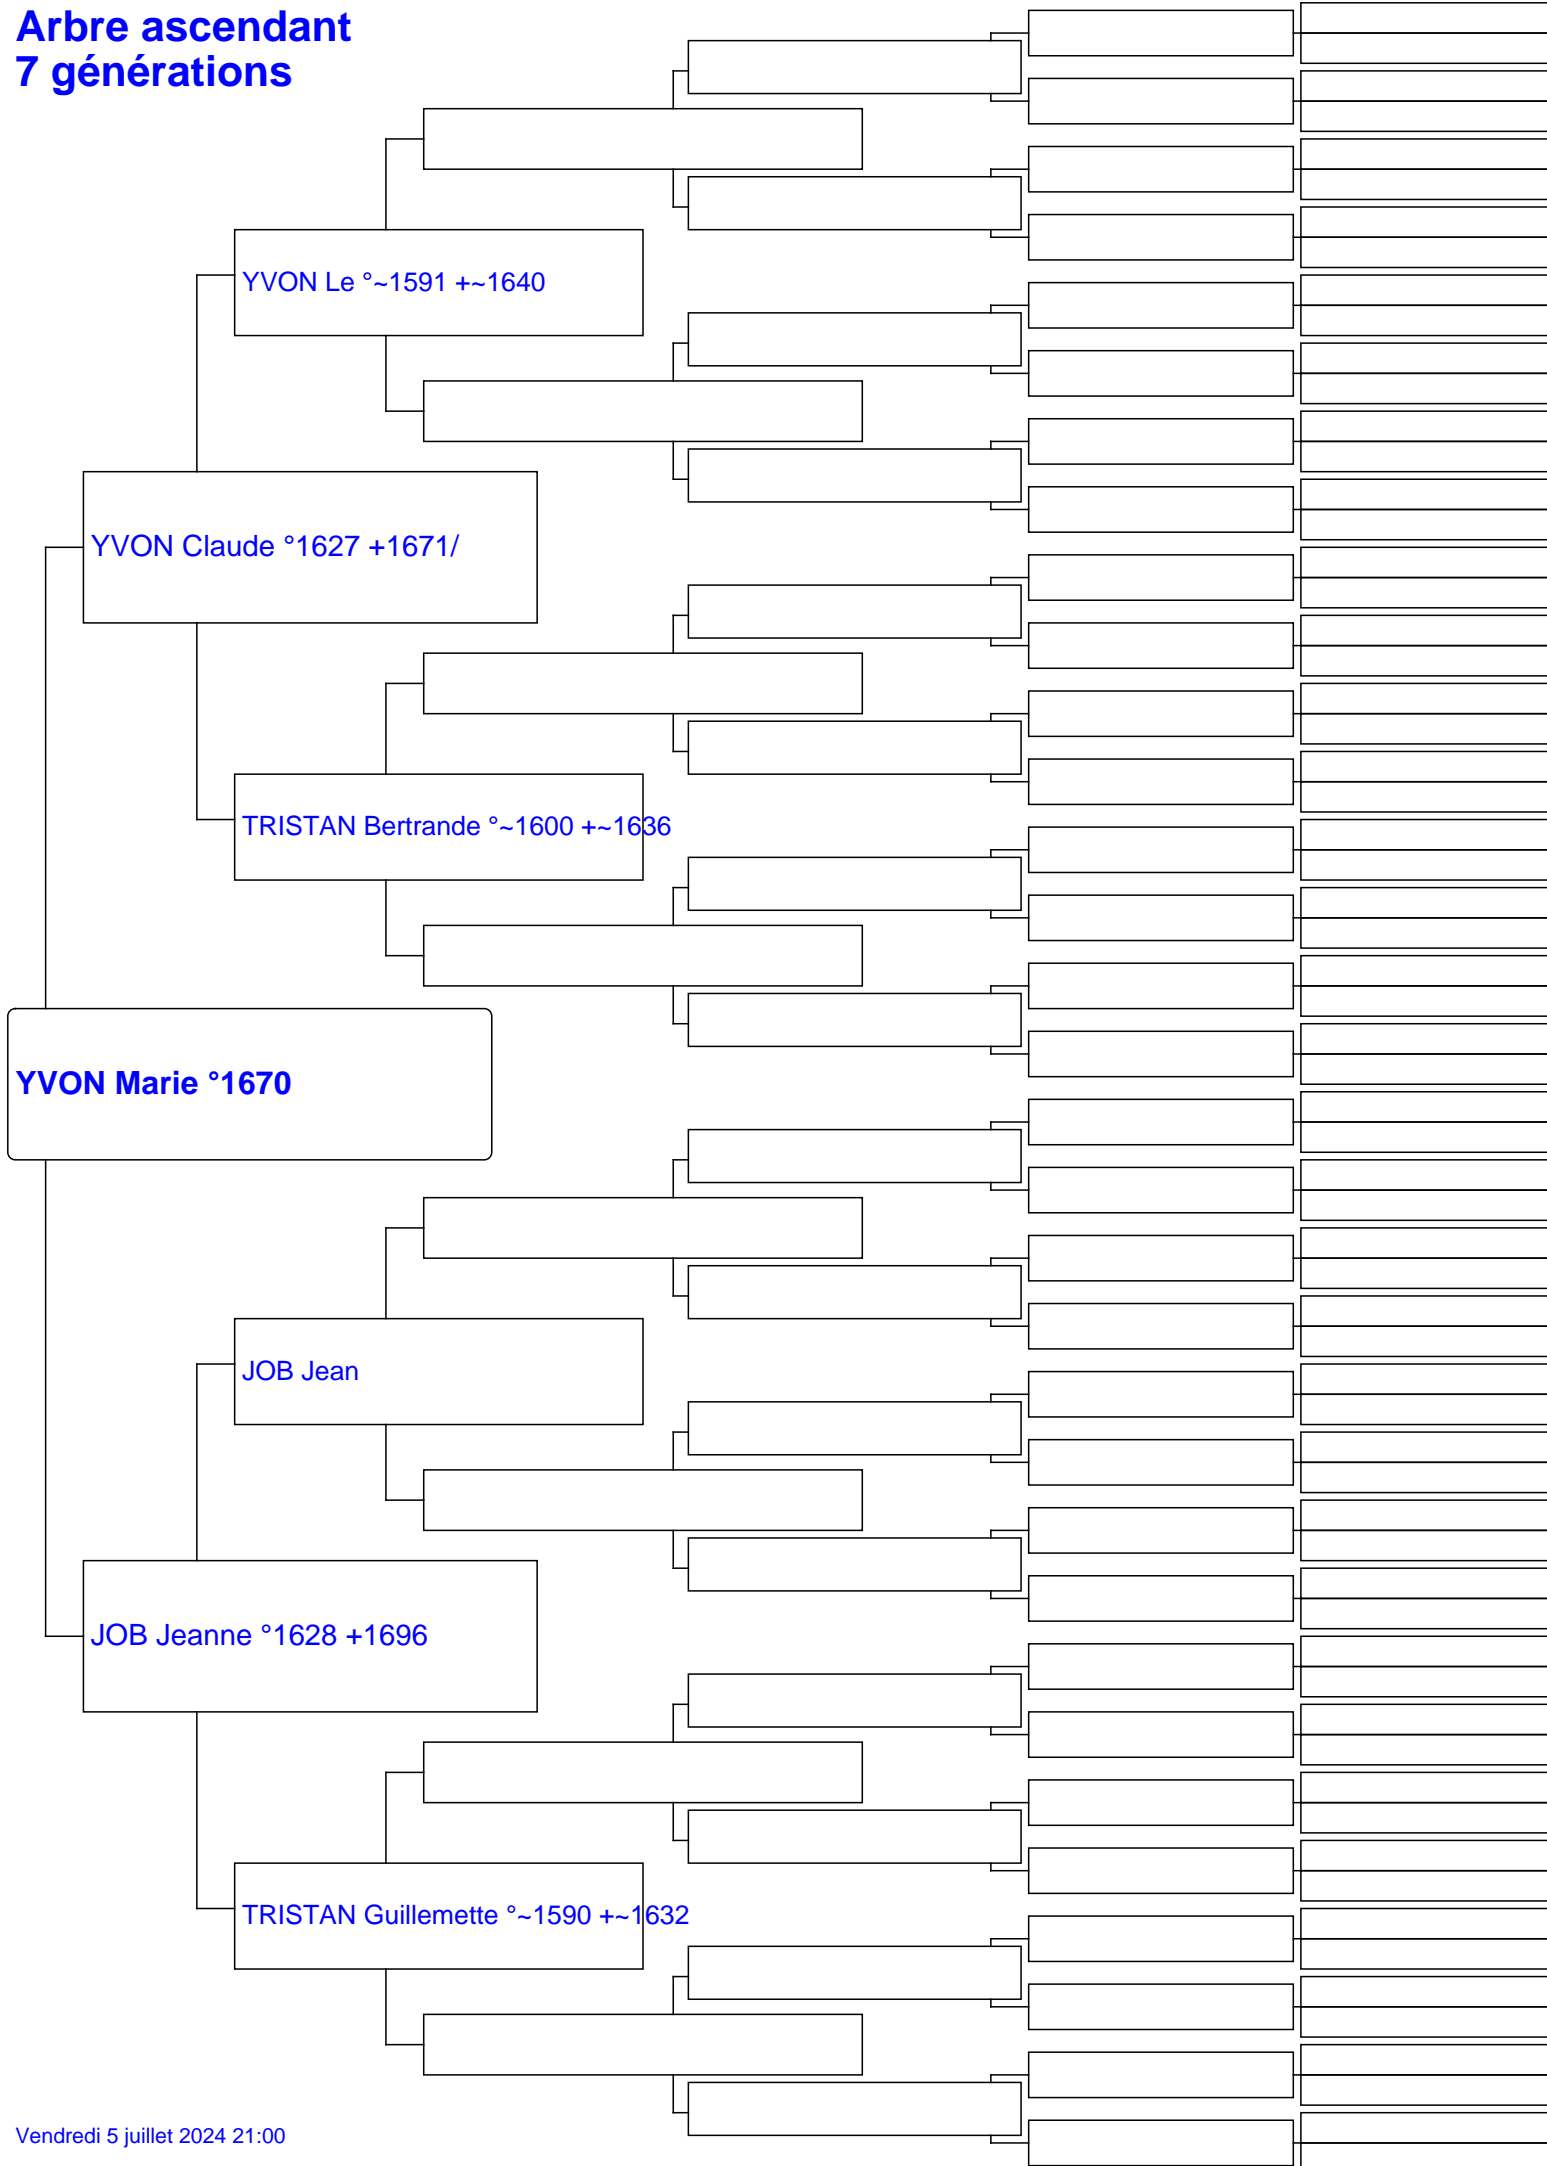 Arbre ascendant
7 générations
YVON Le °~1591 +~1640
YVON Claude °1627 +1671/
TRISTAN Bertrande °~1600 +~1636
YVON Marie °1670
JOB Jean
JOB Jeanne °1628 +1696
TRISTAN Guillemette °~1590 +~1632
Vendredi 5 juillet 2024 21:00